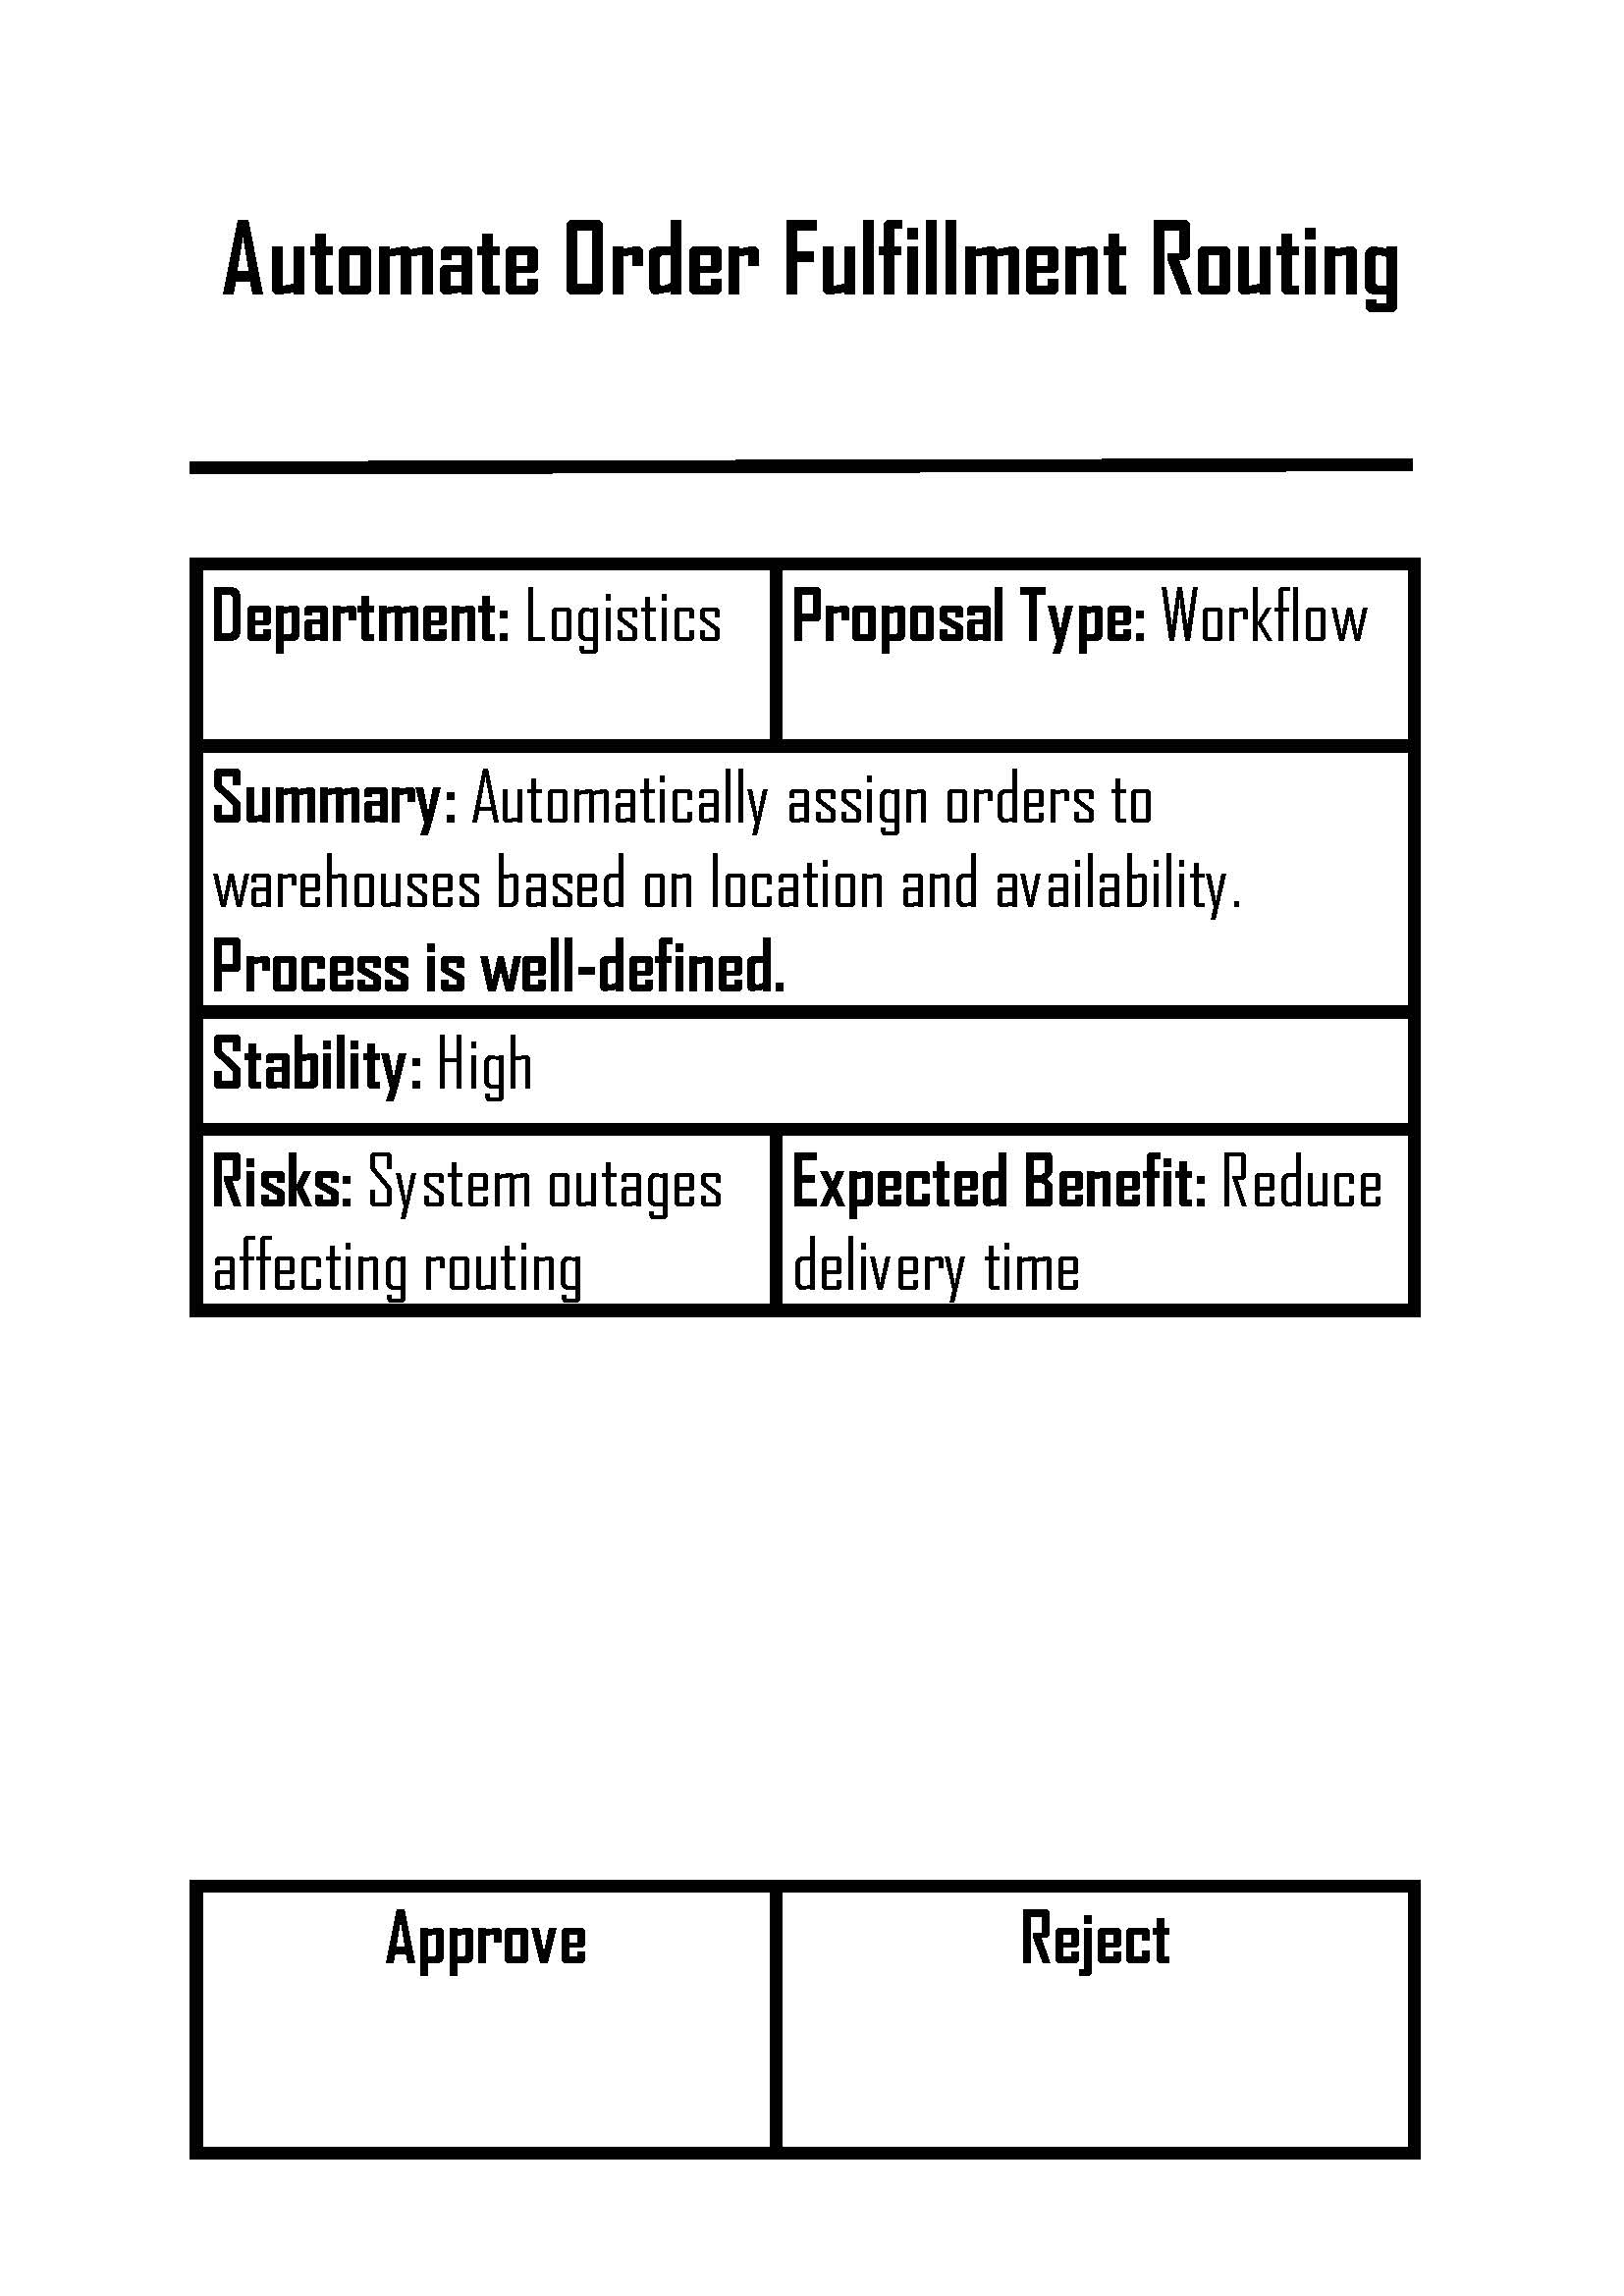 Automate Order Fulfillment Routing
Department: Logistics
Proposal Type: Workflow
Summary: Automatically assign orders to
warehouses based on location and availability.
Process is well-defined.
Stability: High
Risks: System outages
affecting routing
Expected Benefit: Reduce
delivery time
Approve
Reject